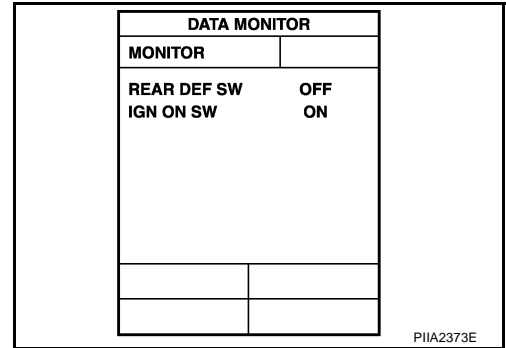 DATA MONITOR
MONITOR
REAR DEF SW OFF
IGN ON SW ON
PIIA2373E